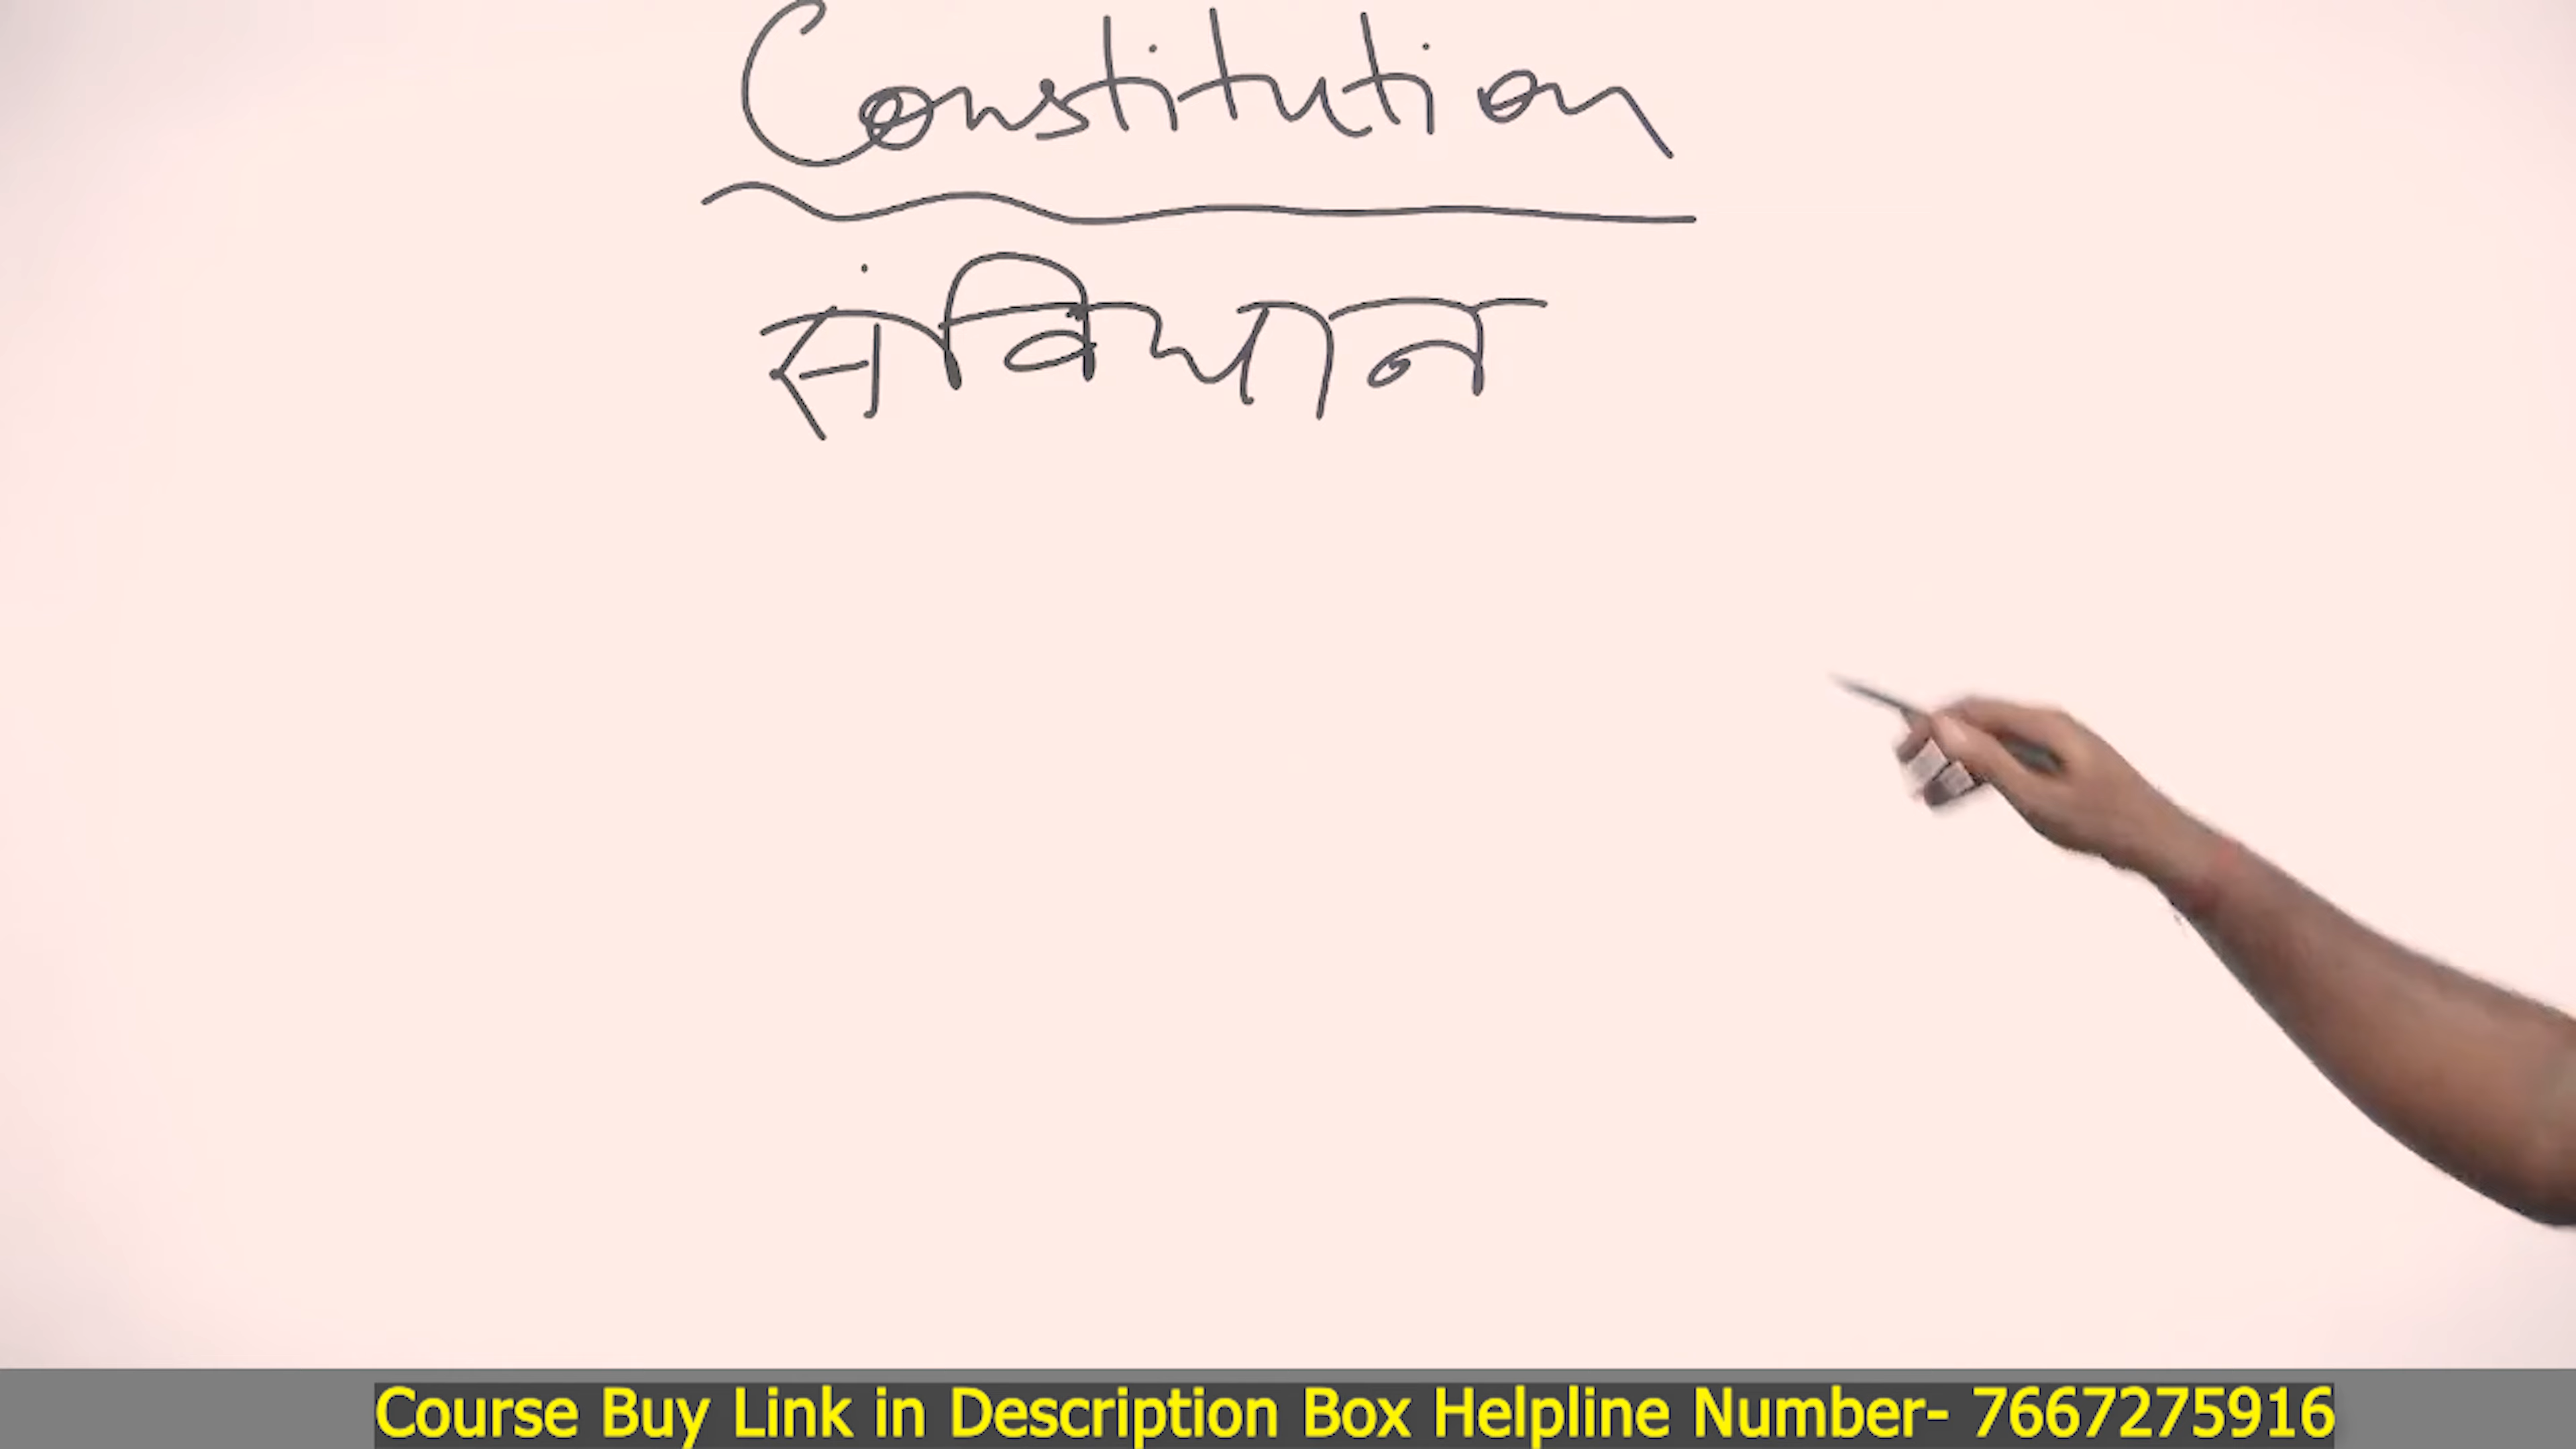 Constitution
संविधान
Course Buy Link in Description Box Helpline Number- 7667275916